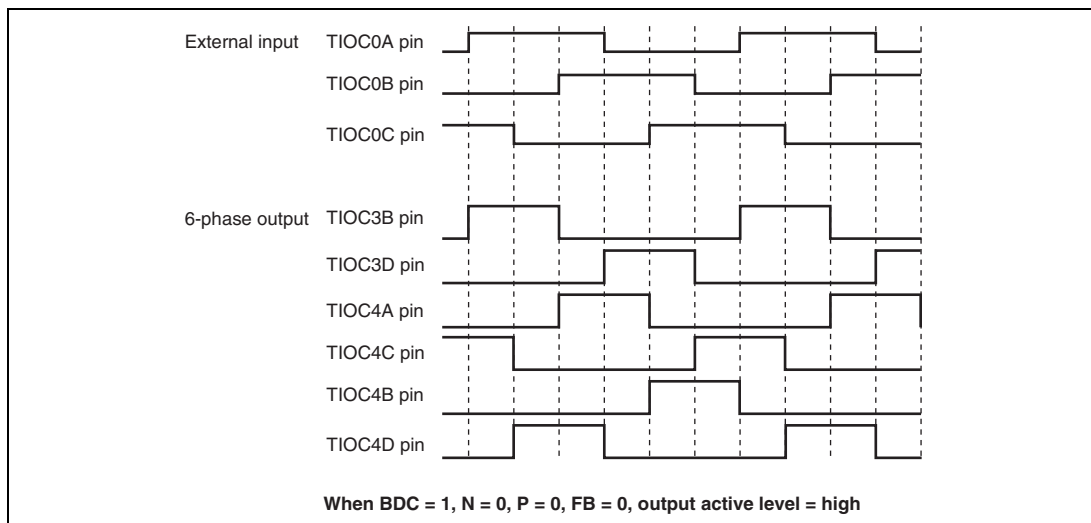 External input TIOC0A pin
TIOC0B pin
TIOC0C pin
6-phase output TIOC3B pin
TIOC3D pin
TIOC4A pin
TIOC4C pin
TIOC4B pin
TIOC4D pin
When BDC = 1, N = 0, P = 0, FB = 0, output active level = high